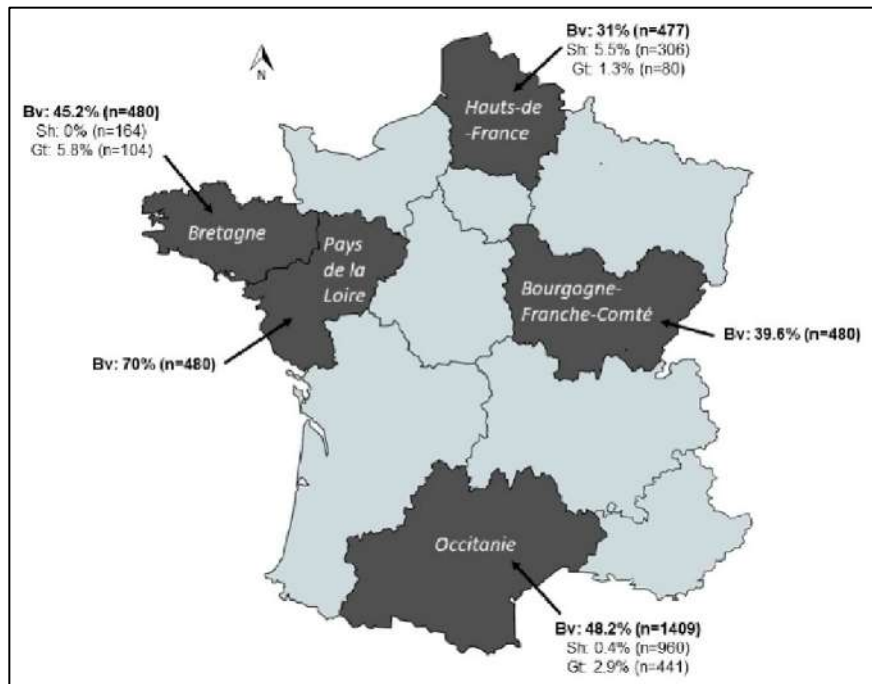 Bv: 31% (n=477)
Sh: 5.5% (n=306)
Gt: 1.3% (n=80)
N
Hauts-de
-France
Bv: 45.2% (n=480)
Sh: 0% (n=164)
Gt: 5.8% (n=104)
Bretagne
Pays
de la
Loire
Bourgogne-
Franche-Comté
Bv: 39.6% (n=480)
Bv: 70% (n=480)
Occitanie
Bv: 48.2% (n=1409)
Sh: 0.4% (n=960)
Gt: 2.9% (n=441)